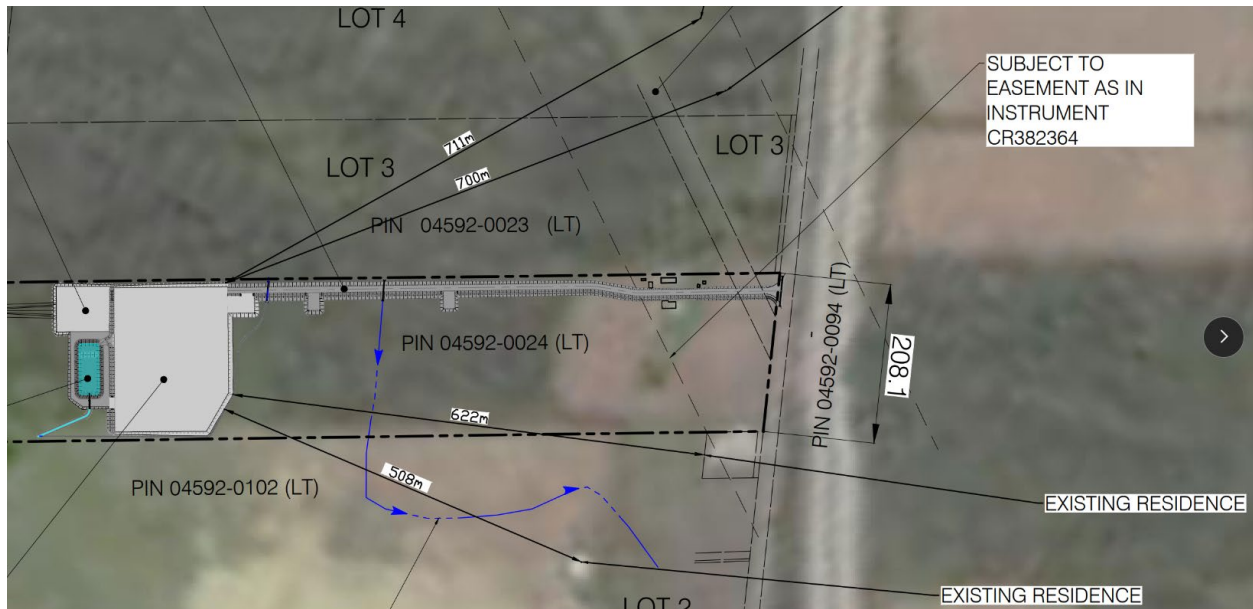 LOT 4
SUBJECT TO
EASEMENT AS IN
INSTRUMENT
CR382364
711m
LOT 3
LOT 3
700m
PIN 04592-0023 (LT)
PIN 04592-0094 (LT)
208.1
PIN 04592-0024 (LT)
622m
508m
PIN 04592-0102 (LT)
EXISTING RESIDENCE
EXISTING RESIDENCE
LOT 2